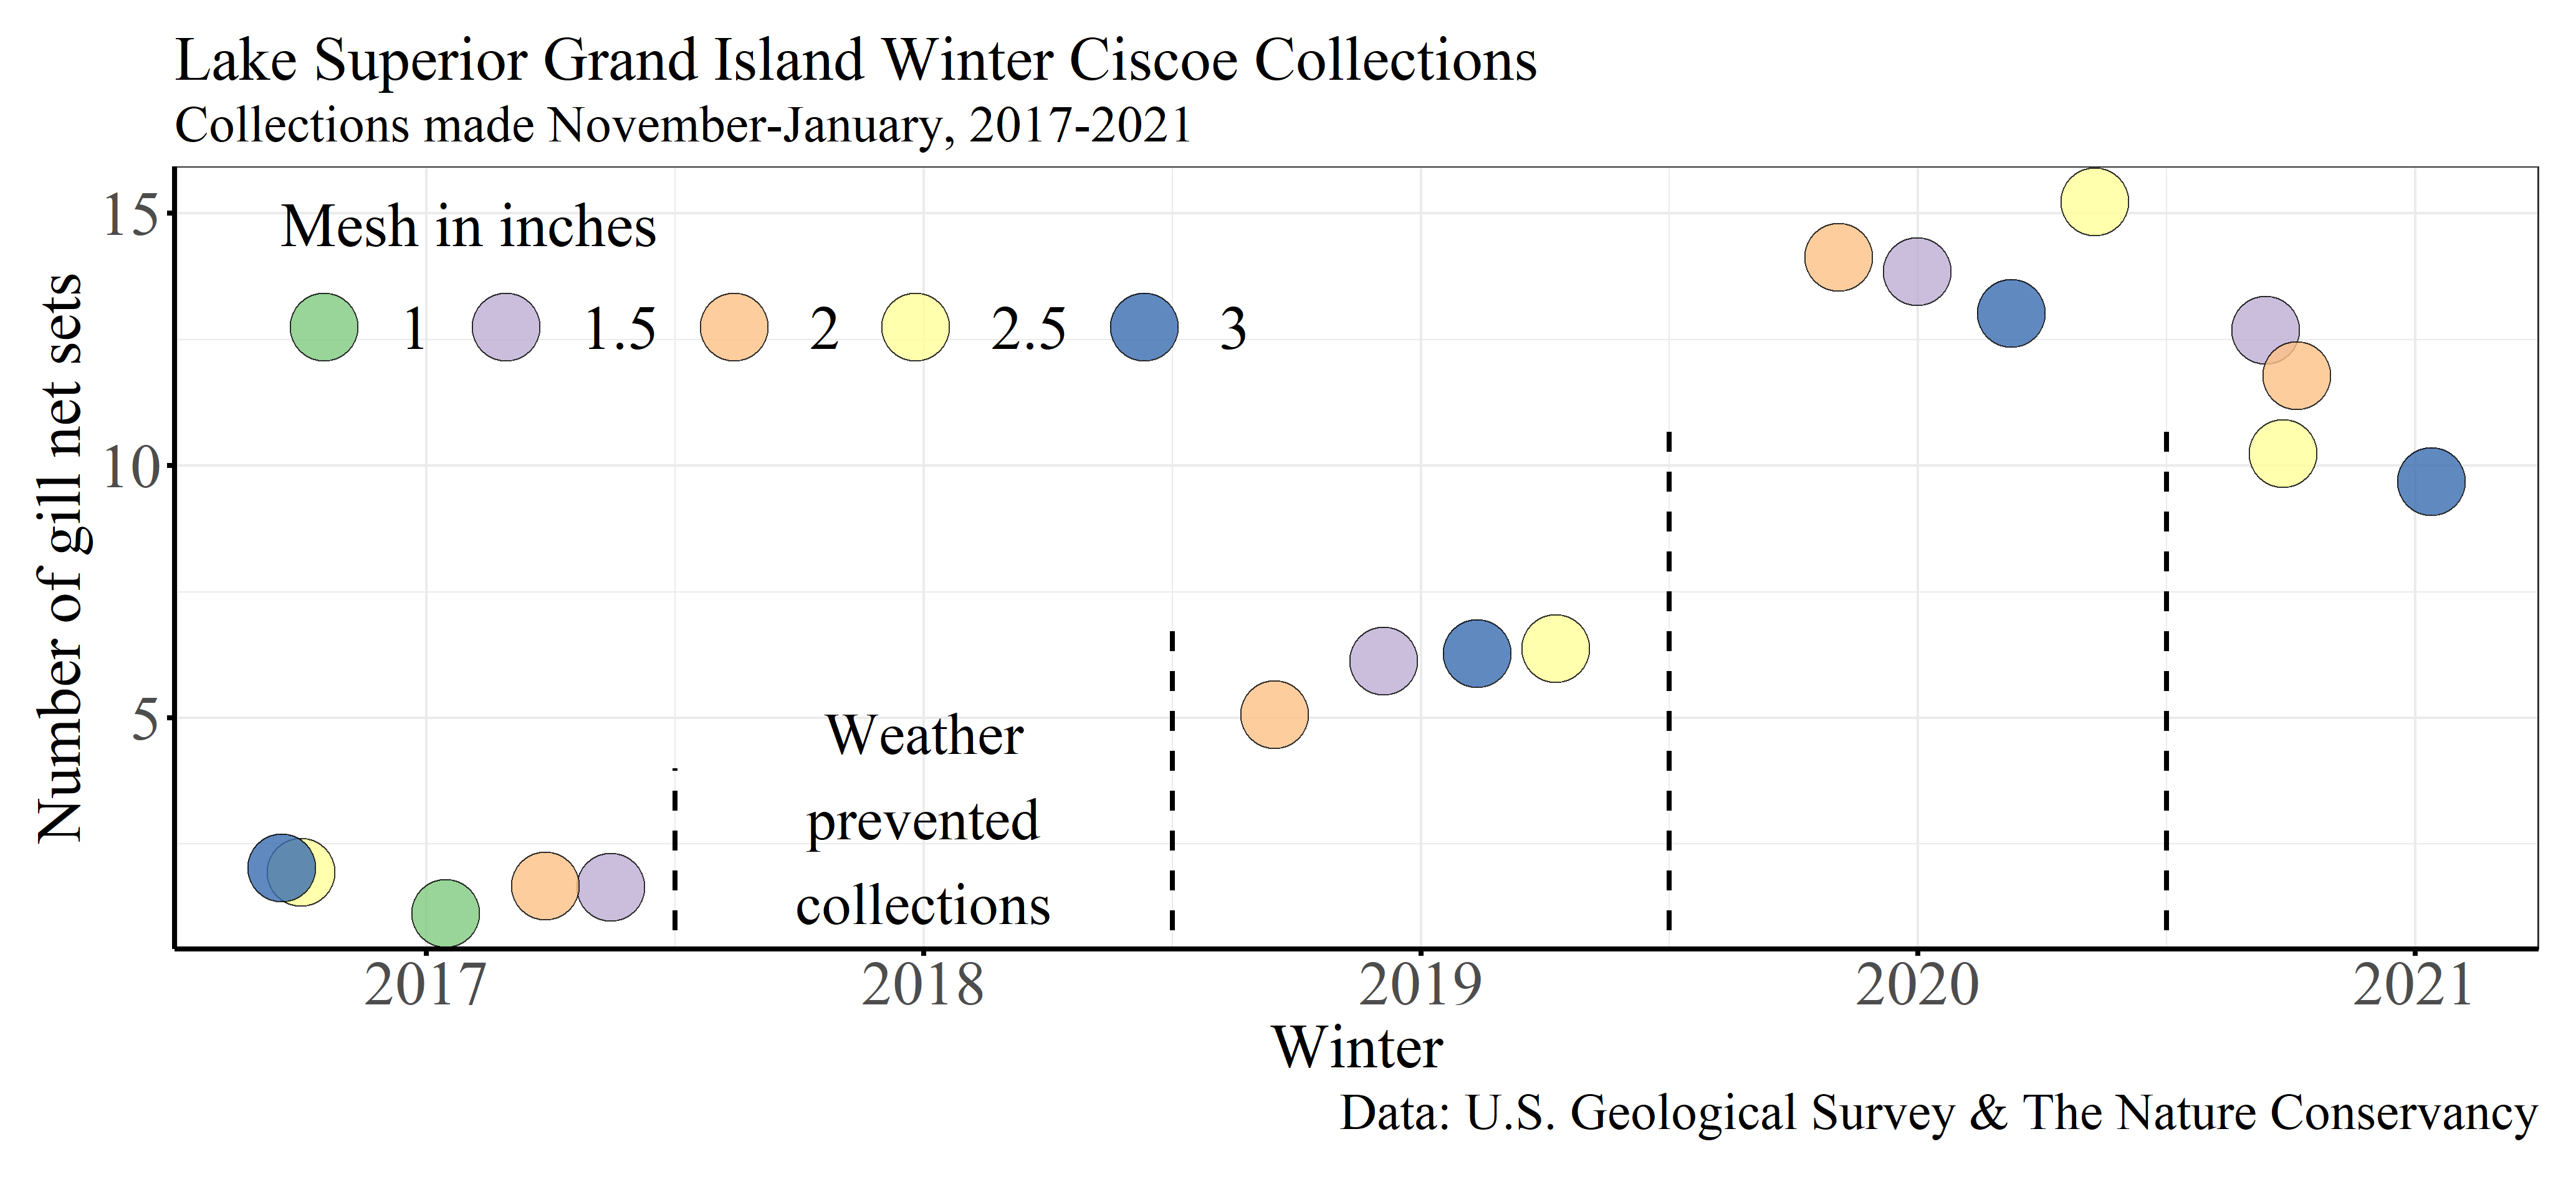 Lake Superior Grand Island Winter Ciscoe Collections
Collections made November-January, 2017-2021
Number of gill net sets
15
10
5
Mesh in inches
1 1.5 2 2.5 3
Weather
prevented
collections
2017 2018 2019 2020 2021
Winter
Data: U.S. Geological Survey & The Nature Conservancy